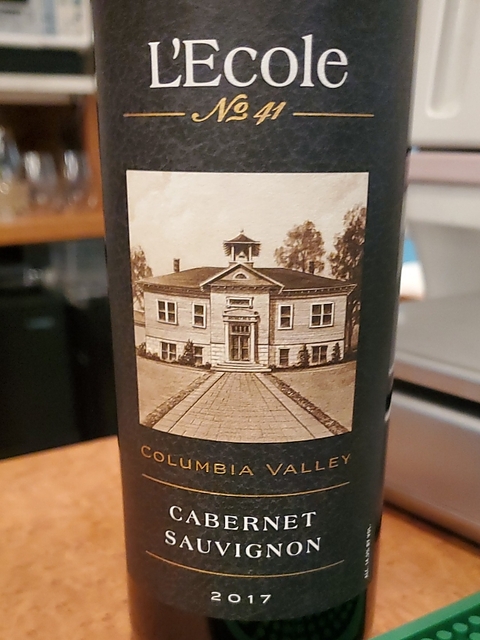 L'Ecole
No 41
COLUMBIA VALLEY
CABERNET
SAUVIGNON
2017